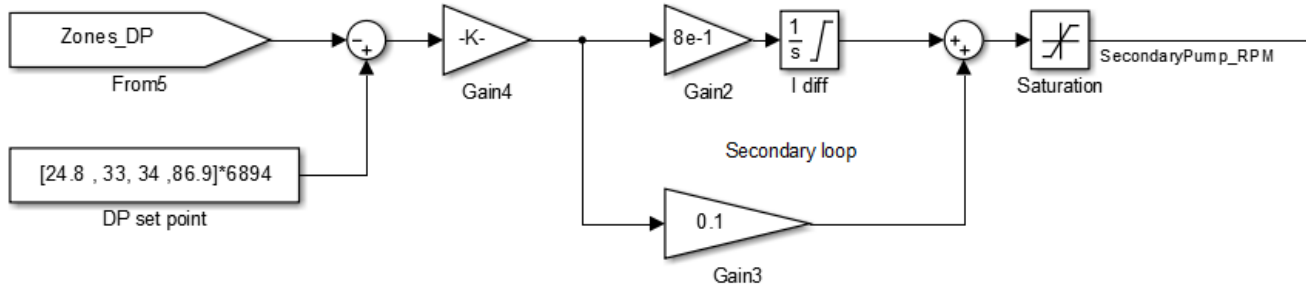 Zones_DP
From5
−
+
-K-
Gain4
8e-1
Gain2
1
s
I diff
++
Saturation
SecondaryPump_RPM
Secondary loop
[24.8 , 33, 34 ,86.9]*6894
DP set point
0.1
Gain3